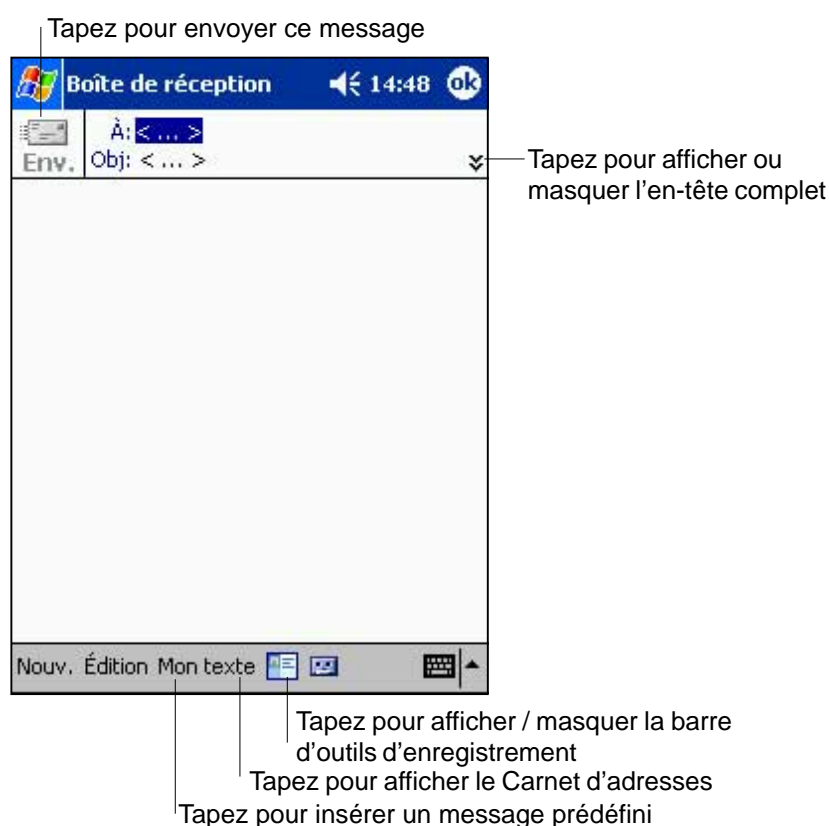 Tapez pour envoyer ce message
Boîte de réception 14:48 ok
À: < ... >
Env. Obj: < ... >
Tapez pour afficher ou
masquer l'en-tête complet
Nouv. Édition Mon texte
Tapez pour afficher / masquer la barre
d'outils d'enregistrement
Tapez pour afficher le Carnet d'adresses
Tapez pour insérer un message prédéfini